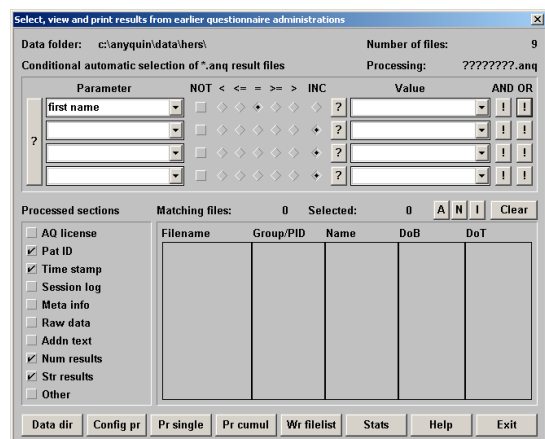 Select, view and print results from earlier questionnaire administrations
Data folder: c:\anyquin\data\hers\ Number of files: 9
Conditional automatic selection of *.anq result files Processing: ????????.anq
Parameter NOT < <= = >= > INC Value AND OR
first name ? ! !
? ! !
?
? ! !
? ! !
Processed sections Matching files: 0 Selected: 0 A N I Clear
AQ license
Pat ID
Time stamp
Session log
Meta info
Raw data
Addn text
Num results
Str results
Other
Filename Group/PID Name DoB DoT
Data dir Config pr Pr single Pr cumul Wr filelist Stats Help Exit